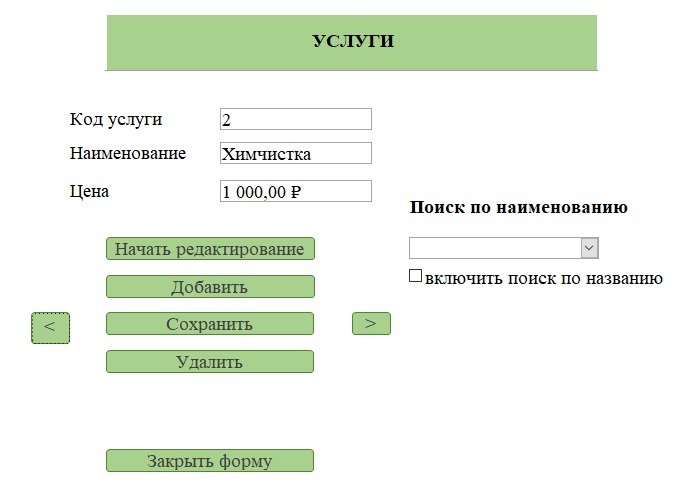 УСЛУГИ
Код услуги 2
Наименование Химчистка
Цена 1 000,00 ₽
Поиск по наименованию
Начать редактирование
включить поиск по названию
Добавить
< Сохранить >
Удалить
Закрыть форму